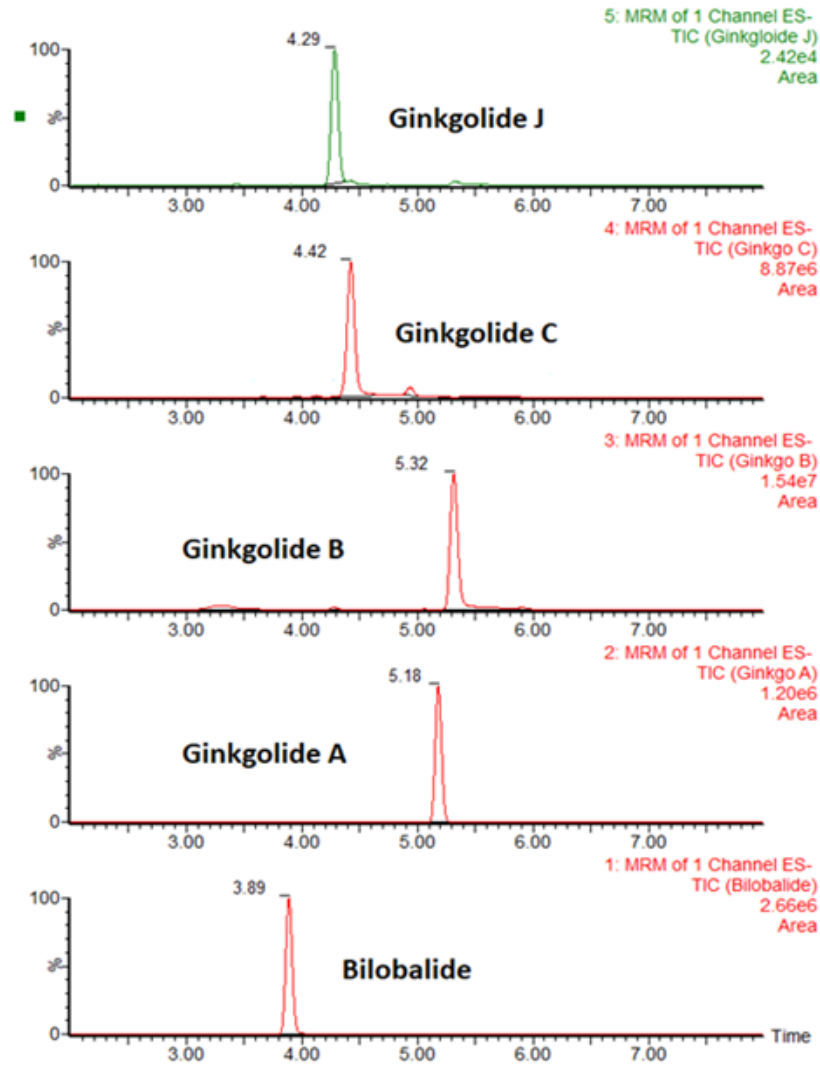 5: MRM of 1 Channel ES-
TIC (Ginkgloide J)
2.42e4
Area
100
%
0
4.29
Ginkgolide J
3.00 4.00 5.00 6.00 7.00
4: MRM of 1 Channel ES-
TIC (Ginkgo C)
8.87e6
Area
100
%
0
4.42
Ginkgolide C
3.00 4.00 5.00 6.00 7.00
3: MRM of 1 Channel ES-
TIC (Ginkgo B)
1.54e7
Area
100
%
0
5.32
Ginkgolide B
3.00 4.00 5.00 6.00 7.00
2: MRM of 1 Channel ES-
TIC (Ginkgo A)
1.20e6
Area
100
%
0
5.18
Ginkgolide A
3.00 4.00 5.00 6.00 7.00
1: MRM of 1 Channel ES-
TIC (Bilobalide)
2.66e6
Area
100
%
0
3.89
Bilobalide
Time
3.00 4.00 5.00 6.00 7.00